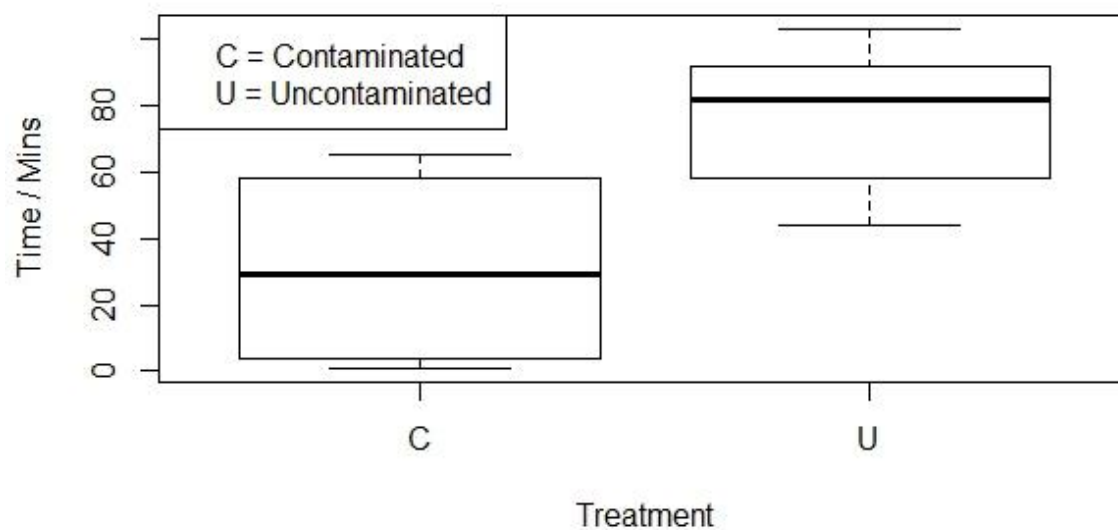 C = Contaminated
U = Uncontaminated
Time / Mins
80
60
40
20
0
C
U
Treatment